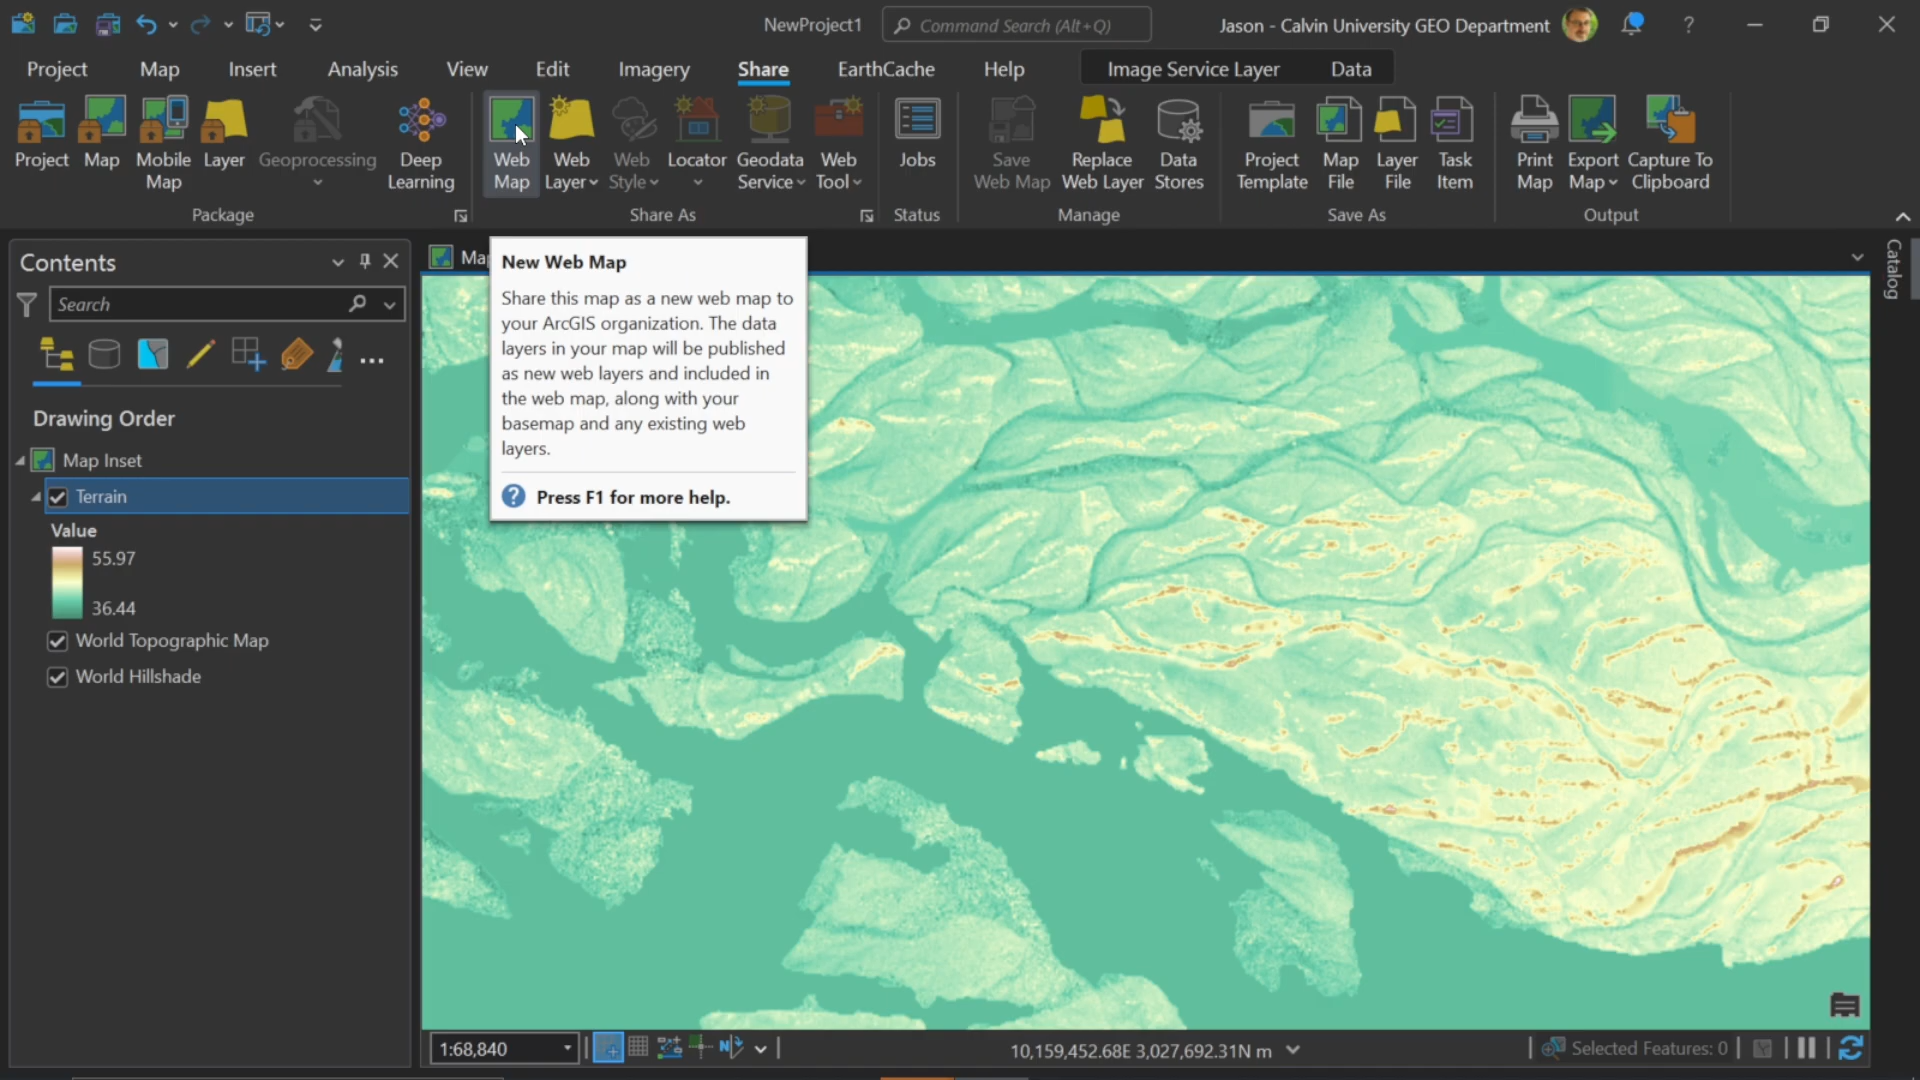 NewProject1
Command Search (Alt+Q)
Jason - Calvin University GEO Department
?
Project
Map
Insert
Analysis
View
Edit
Imagery
Share
EarthCache
Help
Image Service Layer
Data
Project
Map
Mobile
Map
Layer
Geoprocessing
Deep
Learning
Package
Web
Map
Web
Layer
Web
Style
Locator
Geodata
Service
Web
Tool
Share As
Jobs
Status
Save
Web Map
Replace
Web Layer
Data
Stores
Manage
Project
Template
Map
File
Layer
File
Task
Item
Save As
Print
Map
Export
Map
Capture To
Clipboard
Output
Contents
Search
Drawing Order
Map Inset
Terrain
Value
55.97
36.44
World Topographic Map
World Hillshade
New Web Map
Share this map as a new web map to
your ArcGIS organization. The data
layers in your map will be published
as new web layers and included in
the web map, along with your
basemap and any existing web
layers.
? Press F1 for more help.
Catalog
1:68,840
N
10,159,452.68E 3,027,692.31N m
Selected Features: 0